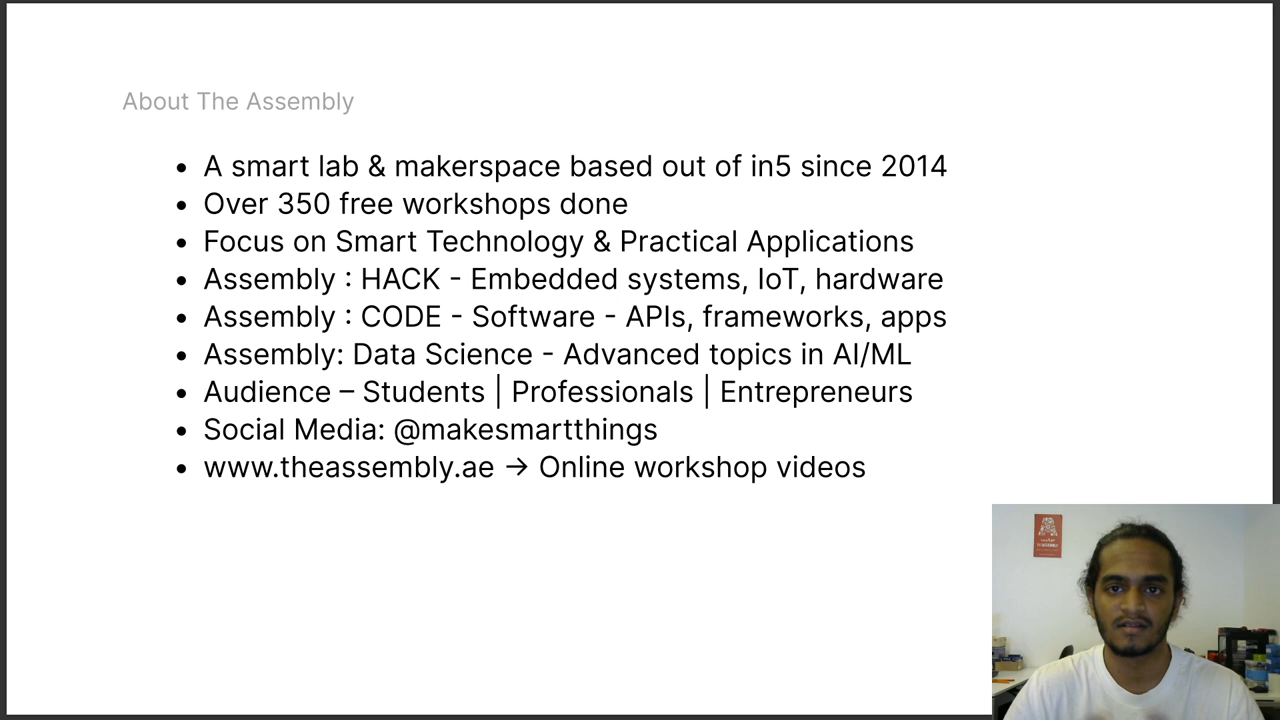 About The Assembly
• A smart lab & makerspace based out of in5 since 2014
• Over 350 free workshops done
• Focus on Smart Technology & Practical Applications
• Assembly : HACK - Embedded systems, IoT, hardware
• Assembly : CODE - Software - APIs, frameworks, apps
• Assembly: Data Science - Advanced topics in AI/ML
• Audience – Students | Professionals | Entrepreneurs
• Social Media: @makesmartthings
• www.theassembly.ae → Online workshop videos